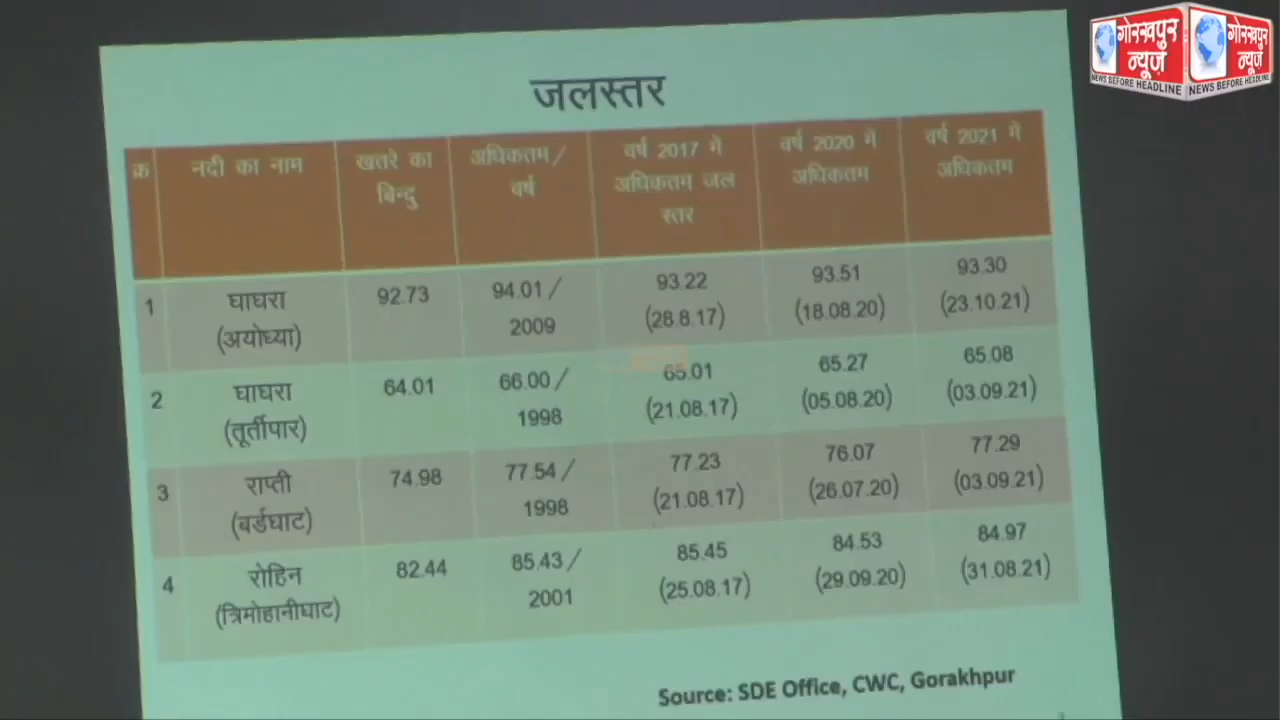 गोरखपुर
न्यूज़
NEWS BEFORE HEADLINE
गोरखपुर
न्यूज़
NEWS BEFORE HEADLINE
जलस्तर
क्र नदी का नाम खतरे का बिन्दु अधिकतम/ वर्ष वर्ष 2017 मे अधिकतम जल स्तर वर्ष 2020 मे अधिकतम वर्ष 2021 मे अधिकतम
1 घाघरा (अयोध्या) 92.73 94.01/ 2009 93.22 (28.8.17) 93.51 (18.08.20) 93.30 (23.10.21)
2 घाघरा (तूर्तीपार) 64.01 66.00/ 1998 65.01 (21.08.17) 65.27 (05.08.20) 65.08 (03.09.21)
3 राप्ती (बर्डघाट) 74.98 77.54/ 1998 77.23 (21.08.17) 76.07 (26.07.20) 77.29 (03.09.21)
4 रोहिन (त्रिमोहानीघाट) 82.44 85.43/ 2001 85.45 (25.08.17) 84.53 (29.09.20) 84.97 (31.08.21)
Source: SDE Office, CWC, Gorakhpur